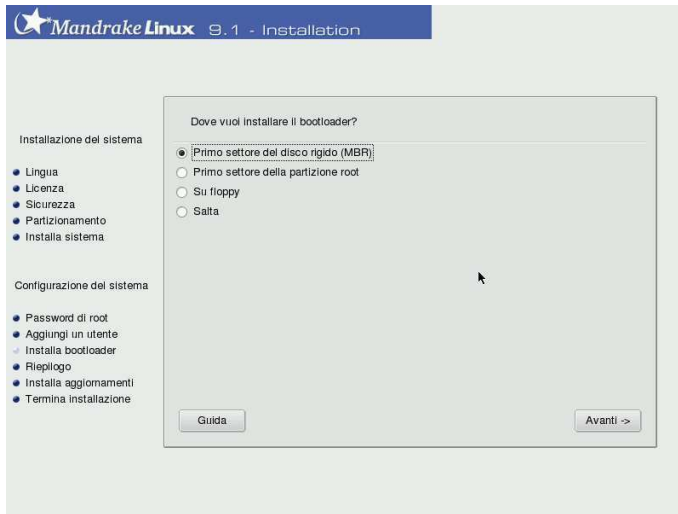 Mandrake Linux 9.1 - Installation
Dove vuoi installare il bootloader?
Installazione del sistema
Primo settore del disco rigido (MBR)
Primo settore della partizione root
Su floppy
Salta
Lingua
Licenza
Sicurezza
Partizionamento
Installa sistema
Configurazione del sistema
Password di root
Aggiungi un utente
Installa bootloader
Riepilogo
Installa aggiornamenti
Termina installazione
Guida
Avanti ->